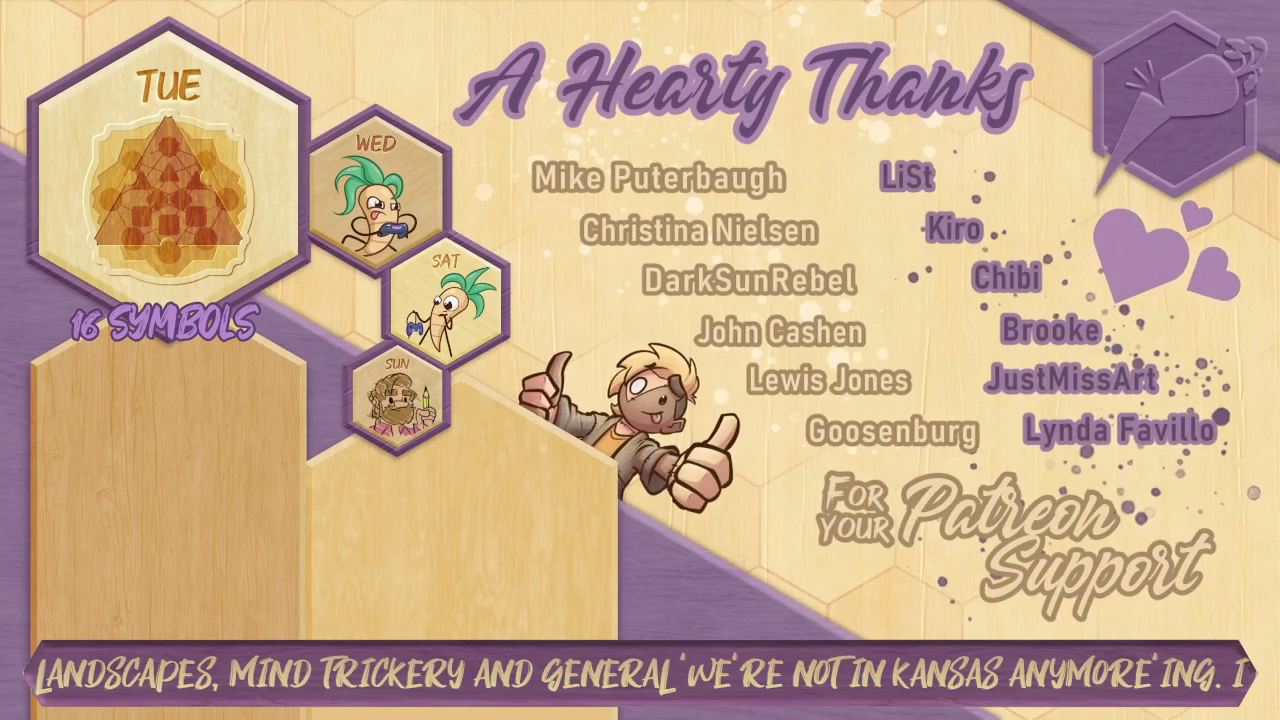 TUE
16 SYMBOLS
WED
SAT
SUN
A Hearty Thanks
Mike Puterbaugh
Christina Nielsen
DarkSunRebel
John Cashen
Lewis Jones
Goosenburg
LiSt
Kiro
Chibi
Brooke
JustMissArt
Lynda Favillo
FOR YOUR Patreon
Support
LANDSCAPES, MIND TRICKERY AND GENERAL 'WE'RE NOT IN KANSAS ANYMORE'ING. I